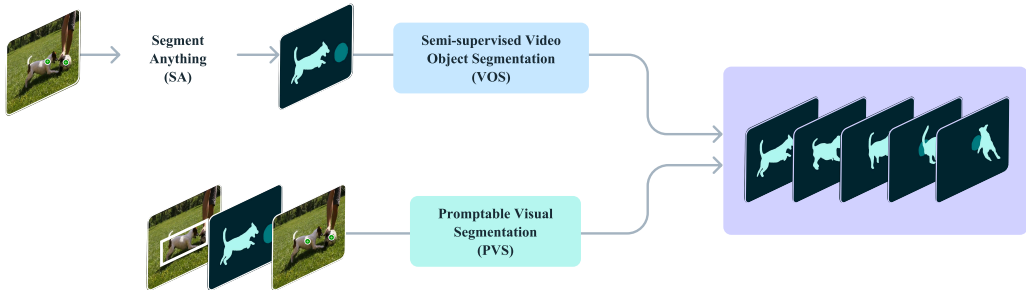 Segment
Anything
(SA)
Semi-supervised Video
Object Segmentation
(VOS)
Promptable Visual
Segmentation
(PVS)